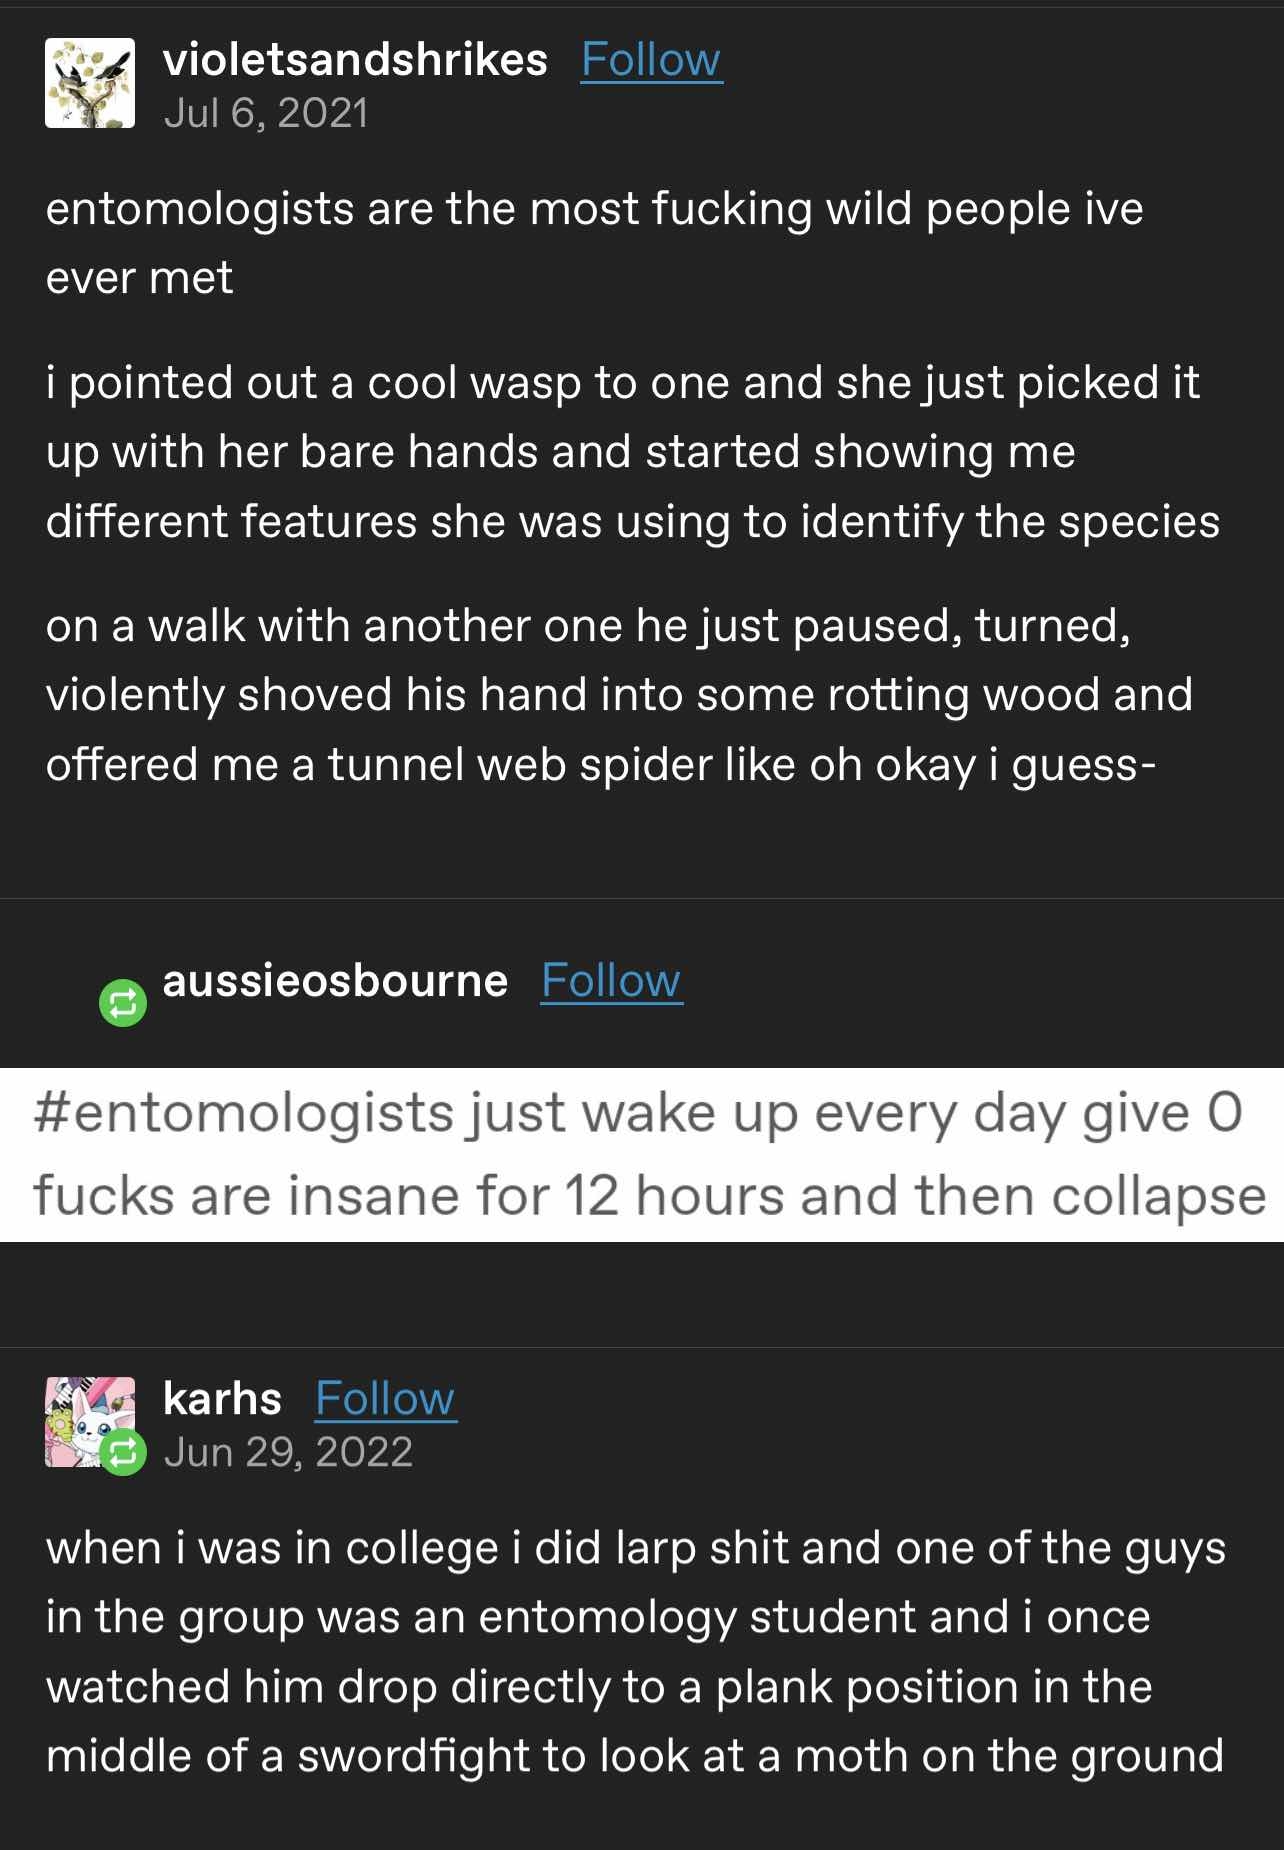 violetsandshrikes Follow
Jul 6, 2021
entomologists are the most fucking wild people ive
ever met
i pointed out a cool wasp to one and she just picked it
up with her bare hands and started showing me
different features she was using to identify the species
on a walk with another one he just paused, turned,
violently shoved his hand into some rotting wood and
offered me a tunnel web spider like oh okay i guess-
aussieosbourne Follow
#entomologists just wake up every day give 0
fucks are insane for 12 hours and then collapse
karhs Follow
Jun 29, 2022
when i was in college i did larp shit and one of the guys
in the group was an entomology student and i once
watched him drop directly to a plank position in the
middle of a swordfight to look at a moth on the ground